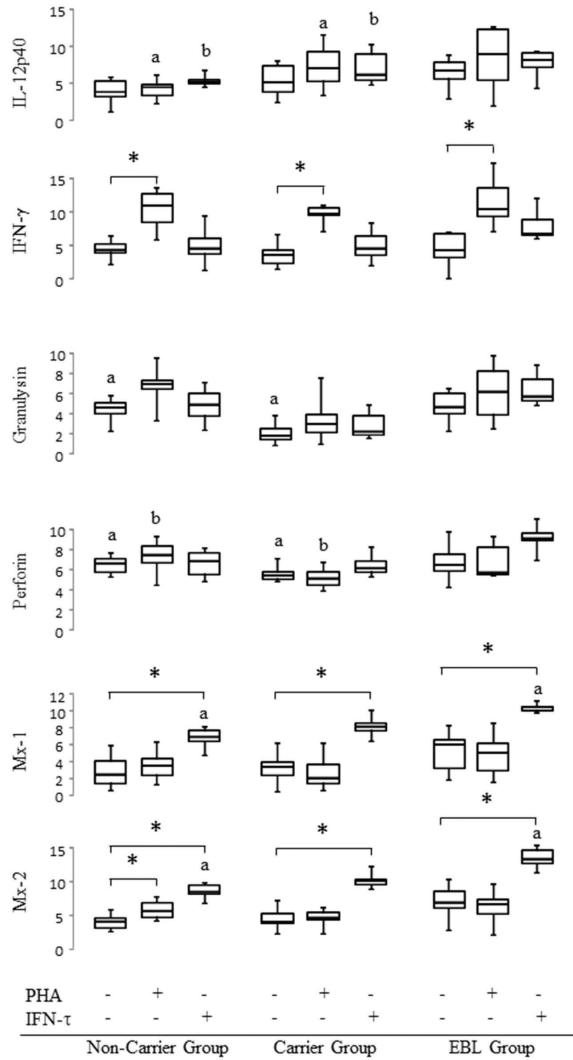 IL-12p40
15
10
5
0
a
b
a
b
IFN-γ
15
10
5
0
*
*
*
Granulysin
10
8
6
4
2
0
a
a
Perforin
10
8
6
4
2
0
a
b
a
b
Mx-1
12
10
8
6
4
2
0
*
a
*
*
a
Mx-2
15
10
5
0
*
*
a
*
*
a
PHA - + - - + - - + -
IFN-τ - - + - - + - - +
Non-Carrier Group Carrier Group EBL Group